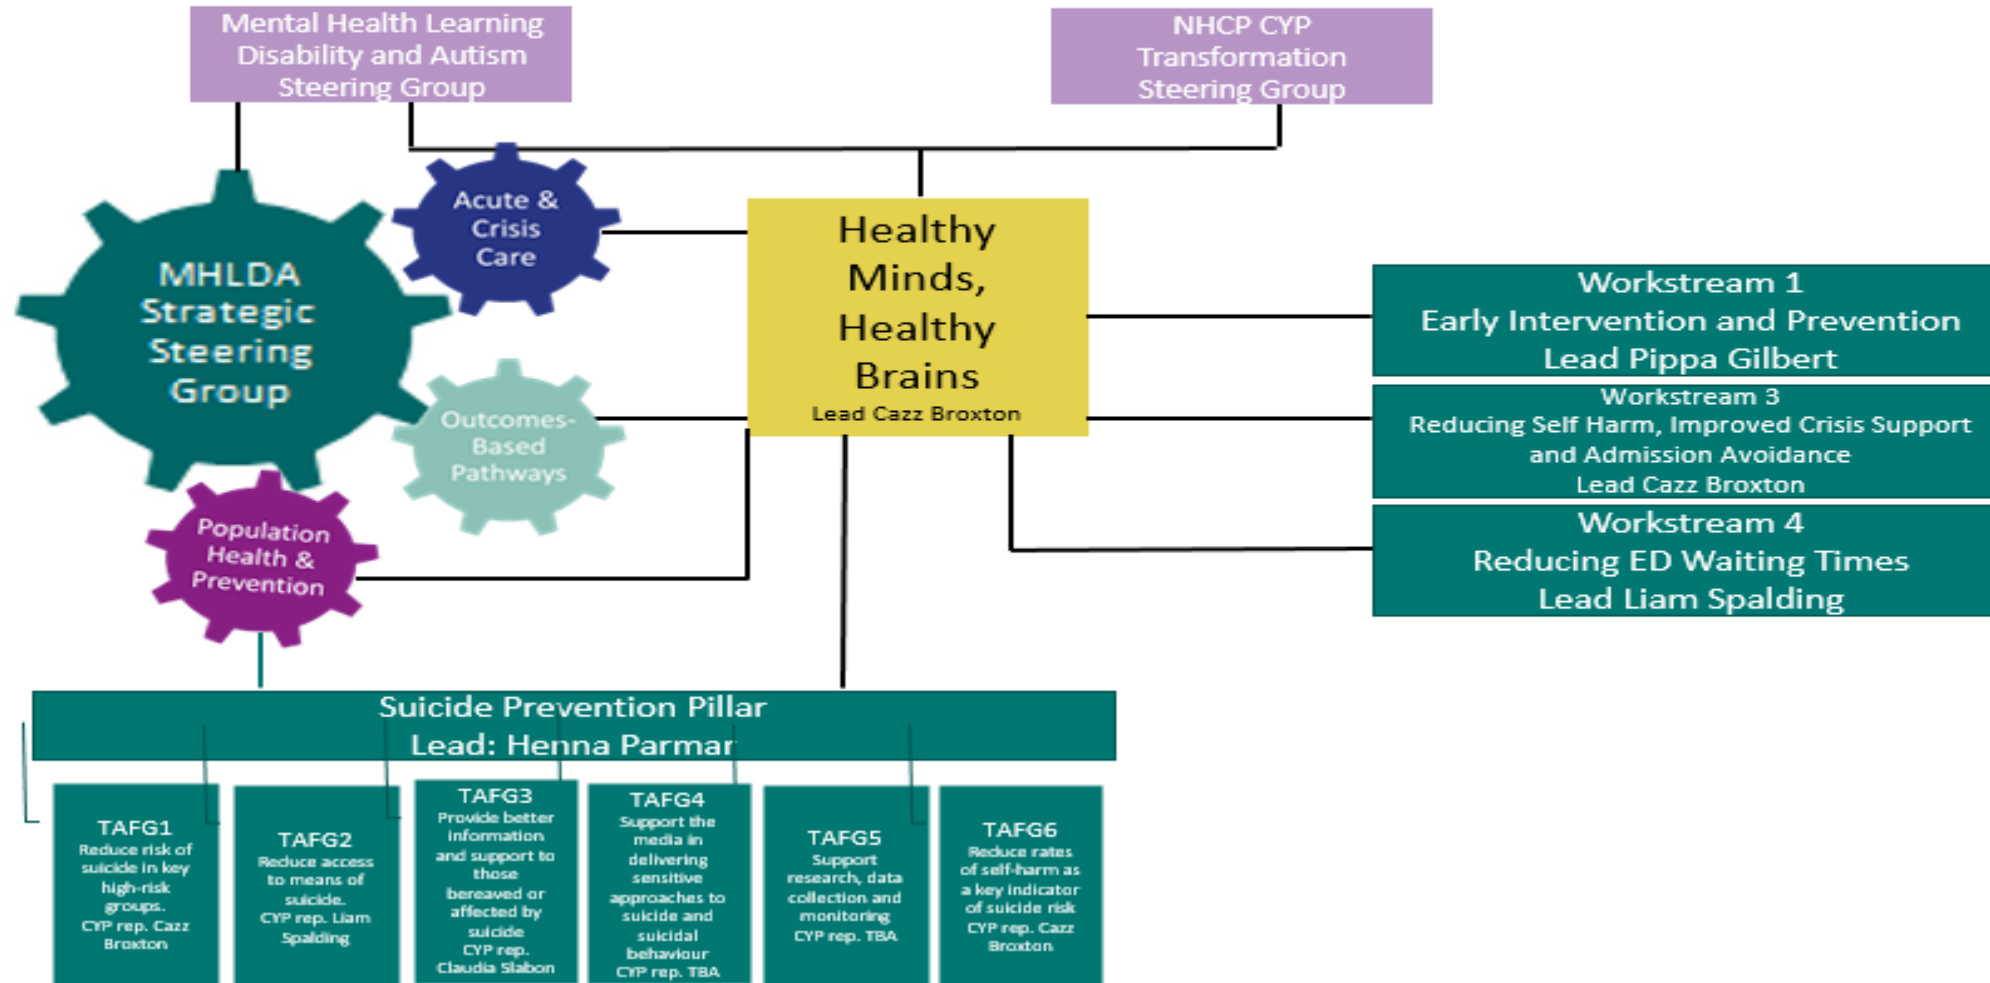 Mental Health Learning
Disability and Autism
Steering Group
NHCP CYP
Transformation
Steering Group
Acute &
Crisis
Care
MHLDA
Strategic
Steering
Group
Outcomes-
Based
Pathways
Population
Health &
Prevention
Healthy
Minds,
Healthy
Brains
Lead Cazz Broxton
Workstream 1
Early Intervention and Prevention
Lead Pippa Gilbert
Workstream 3
Reducing Self Harm, Improved Crisis Support
and Admission Avoidance
Lead Cazz Broxton
Workstream 4
Reducing ED Waiting Times
Lead Liam Spalding
Suicide Prevention Pillar
Lead: Henna Parmar
TAFG1
Reduce risk of
suicide in key
high-risk
groups.
CYP rep. Cazz
Broxton
TAFG2
Reduce access
to means of
suicide.
CYP rep. Liam
Spalding
TAFG3
Provide better
information
and support to
those
bereaved or
affected by
suicide
CYP rep.
Claudia Slabon
TAFG4
Support the
media in
delivering
sensitive
approaches to
suicide and
suicidal
behaviour
CYP rep. TBA
TAFG5
Support
research, data
collection and
monitoring
CYP rep. TBA
TAFG6
Reduce rates
of self-harm as
a key indicator
of suicide risk
CYP rep. Cazz
Broxton